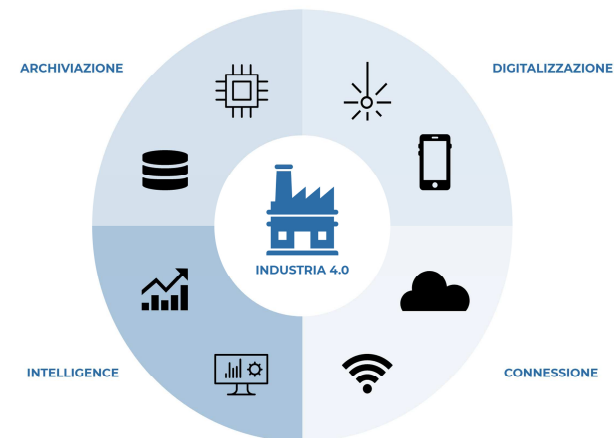 ARCHIVIAZIONE
DIGITALIZZAZIONE
INDUSTRIA 4.0
INTELLIGENCE
CONNESSIONE